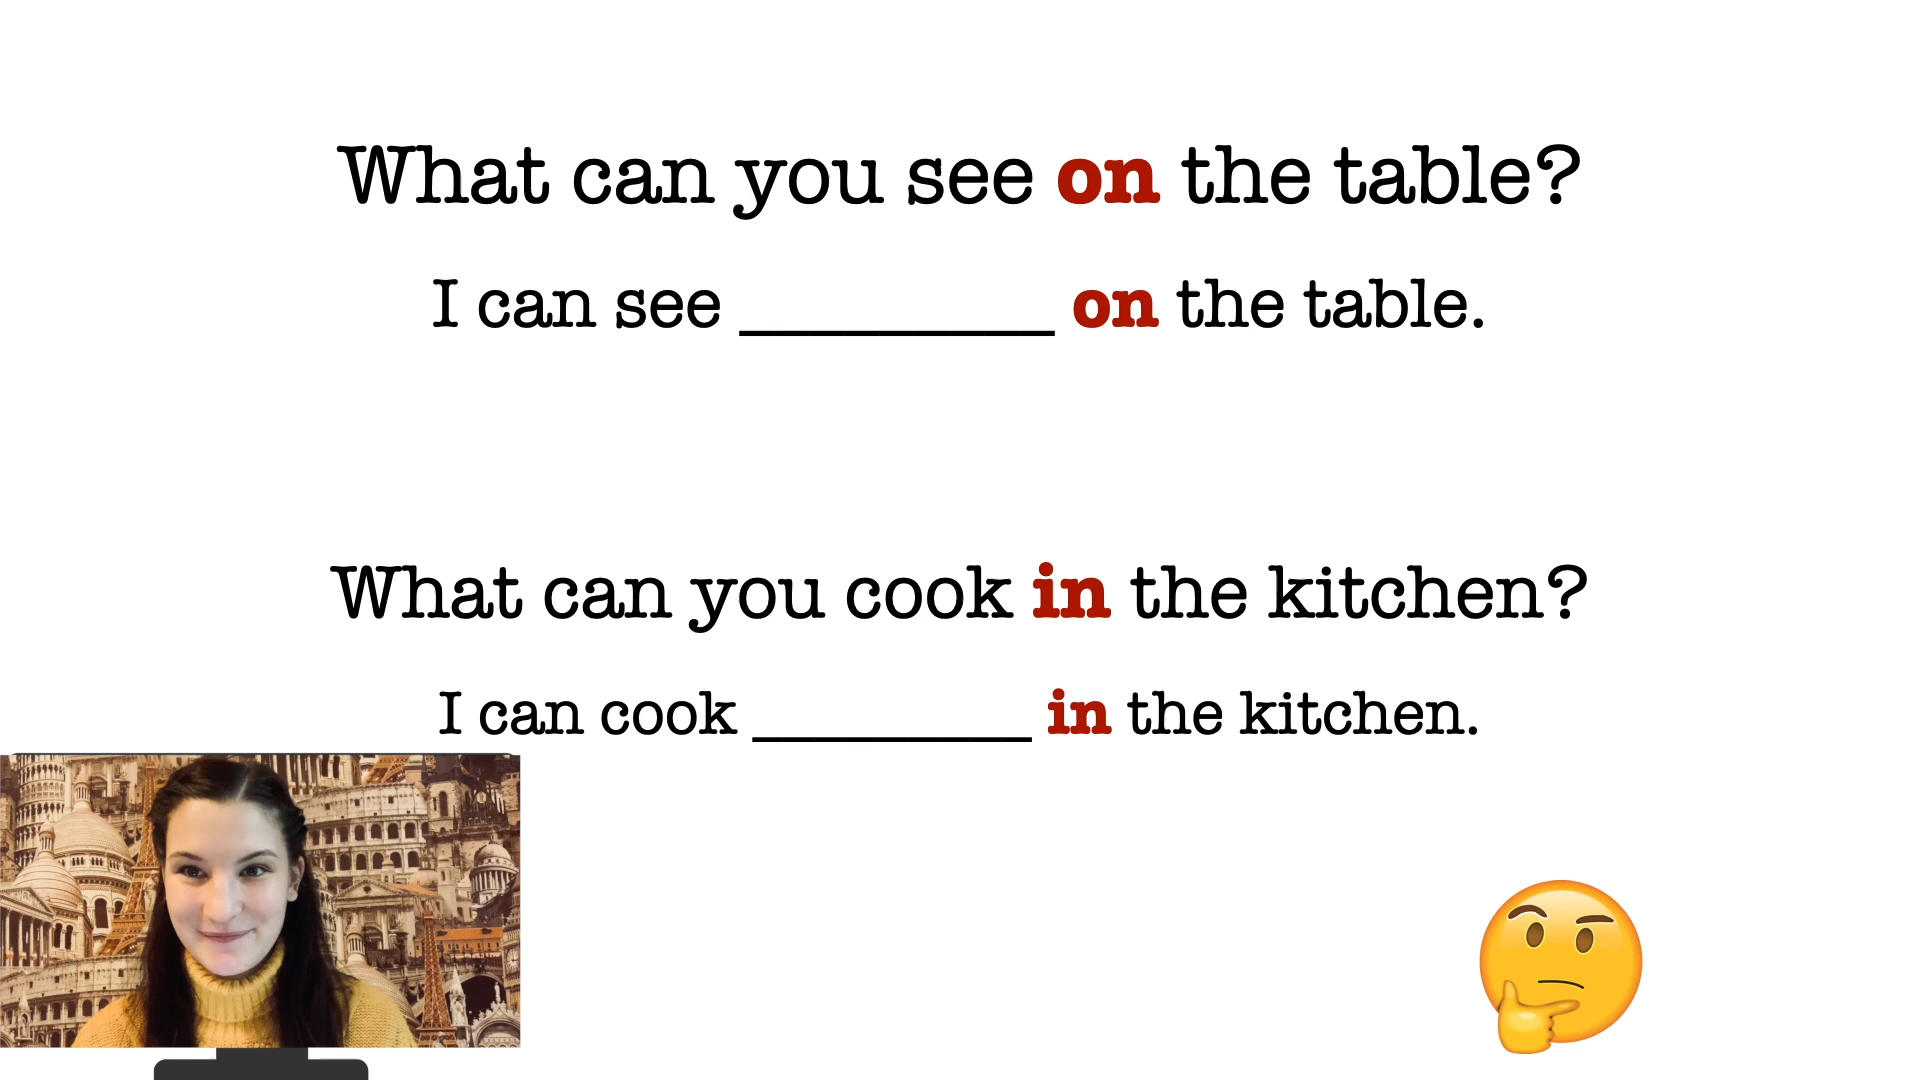 What can you see on the table?
I can see _________ on the table.
What can you cook in the kitchen?
I can cook _________ in the kitchen.